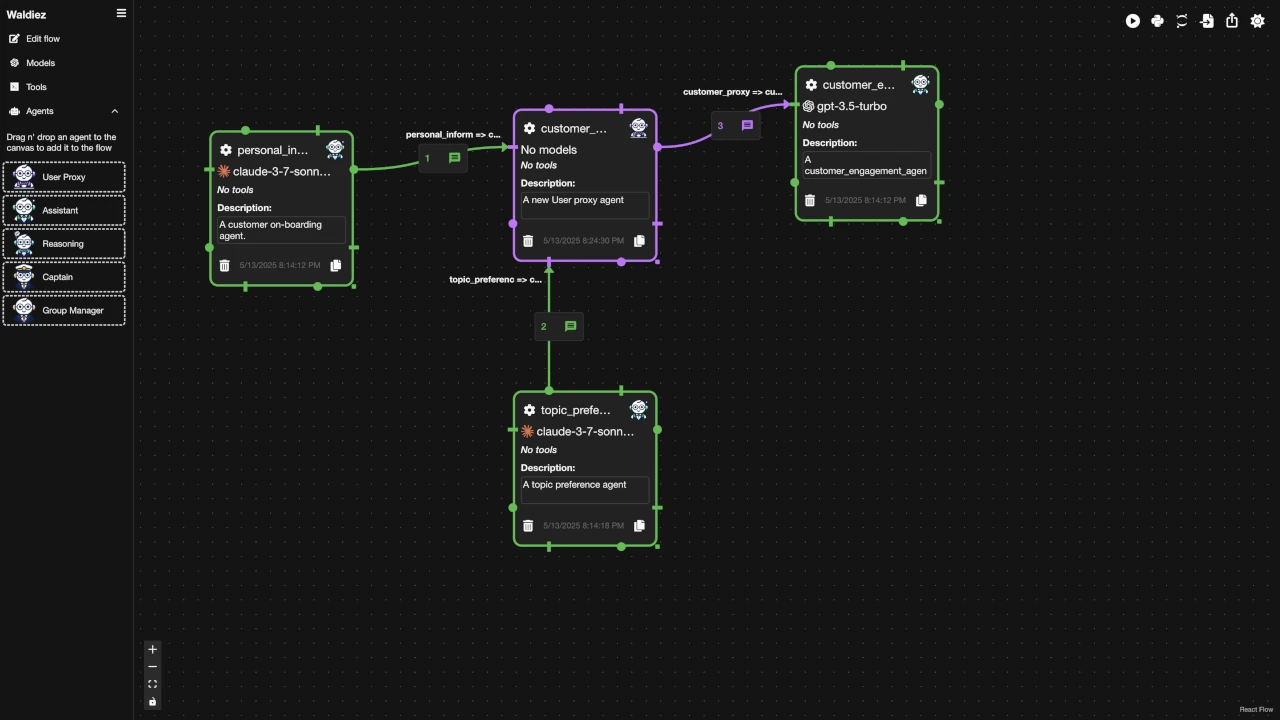 Waldiez
Edit flow
Models
Tools
Agents
Drag n' drop an agent to the
canvas to add it to the flow
User Proxy
Assistant
Reasoning
Captain
Group Manager
personal_in...
claude-3-7-sonn...
No tools
Description:
A customer on-boarding
agent.
5/13/2025 8:14:12 PM
personal_inform => c...
1
customer_...
No models
No tools
Description:
A new User proxy agent
5/13/2025 8:24:30 PM
customer_proxy => cu...
3
customer_e...
gpt-3.5-turbo
No tools
Description:
A
customer_engagement_agen
5/13/2025 8:14:12 PM
topic_preferenc => c...
2
topic_prefe...
claude-3-7-sonn...
No tools
Description:
A topic preference agent
5/13/2025 8:14:18 PM
React Flow